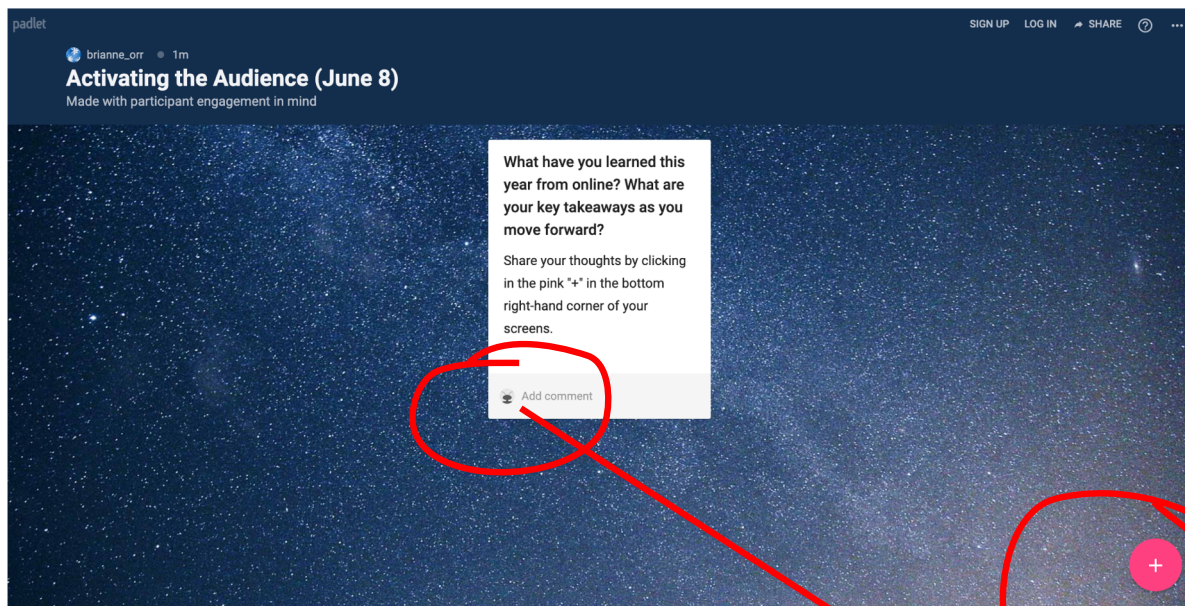 padlet
SIGN UP LOG IN SHARE ? ...
brianne_orr • 1m
Activating the Audience (June 8)
Made with participant engagement in mind
What have you learned this
year from online? What are
your key takeaways as you
move forward?
Share your thoughts by clicking
in the pink "+" in the bottom
right-hand corner of your
screens.
Add comment
+